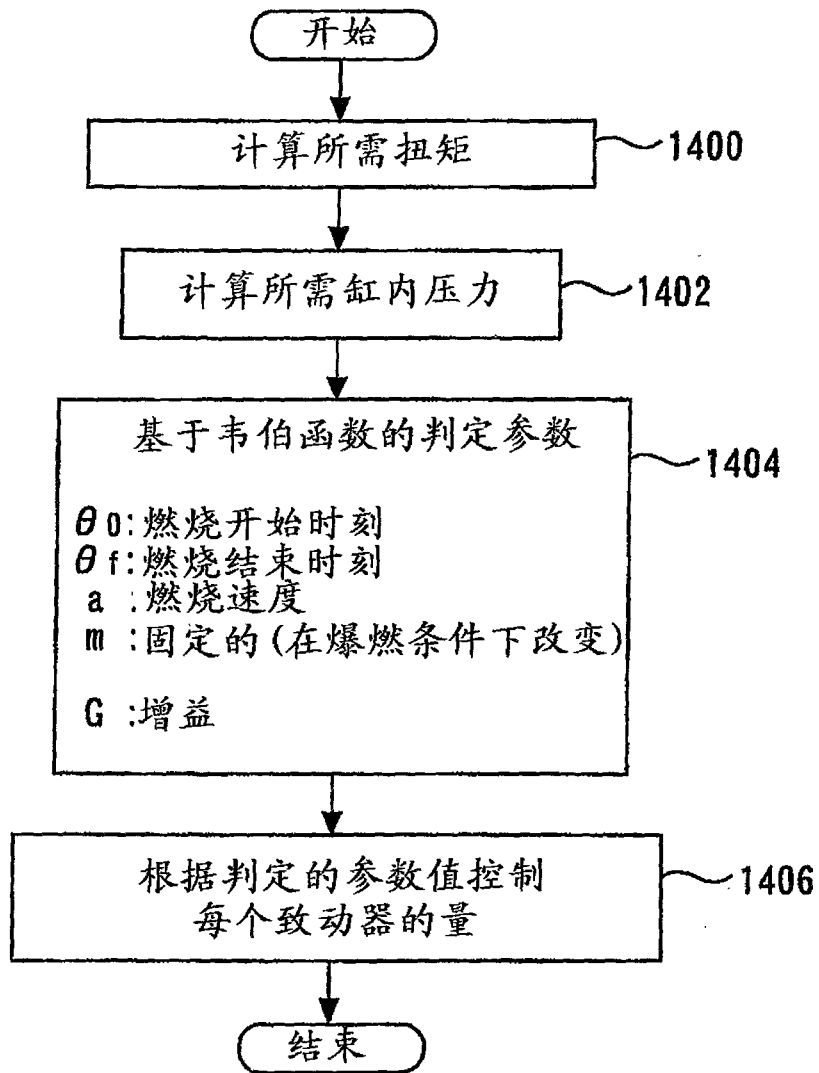 开始
计算所需扭矩
1400
计算所需缸内压力
1402
基于韦伯函数的判定参数
1404
θ0:燃烧开始时刻
θf:燃烧结束时刻
a:燃烧速度
m:固定的(在爆燃条件下改变)
G:增益
根据判定的参数值控制
每个致动器的量
1406
结束